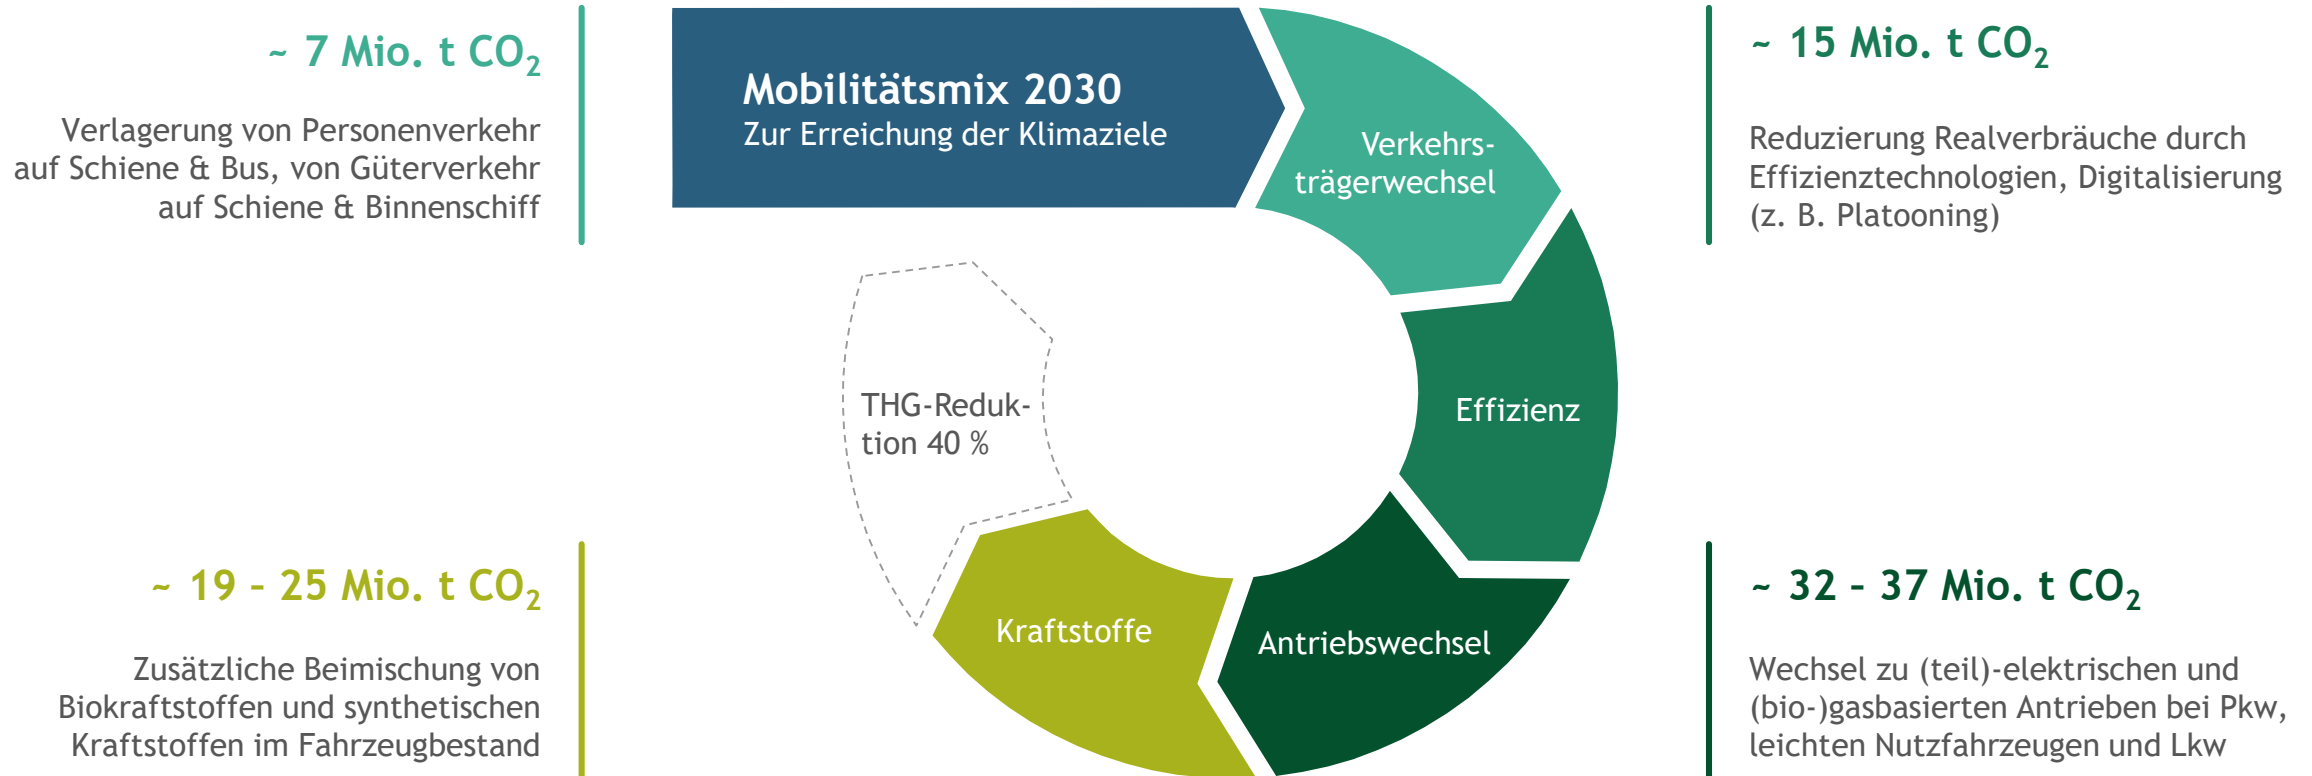 ~ 7 Mio. t CO₂
Verlagerung von Personenverkehr
auf Schiene & Bus, von Güterverkehr
auf Schiene & Binnenschiff
Mobilitätsmix 2030
Zur Erreichung der Klimaziele
Verkehrs-
trägerwechsel
~ 15 Mio. t CO₂
Reduzierung Realverbräuche durch
Effizienztechnologien, Digitalisierung
(z. B. Platooning)
Effizienz
THG-Reduk-
tion 40 %
~ 19 – 25 Mio. t CO₂
Zusätzliche Beimischung von
Biokraftstoffen und synthetischen
Kraftstoffen im Fahrzeugbestand
Kraftstoffe
Antriebswechsel
~ 32 – 37 Mio. t CO₂
Wechsel zu (teil)-elektrischen und
(bio-)gasbasierten Antrieben bei Pkw,
leichten Nutzfahrzeugen und Lkw